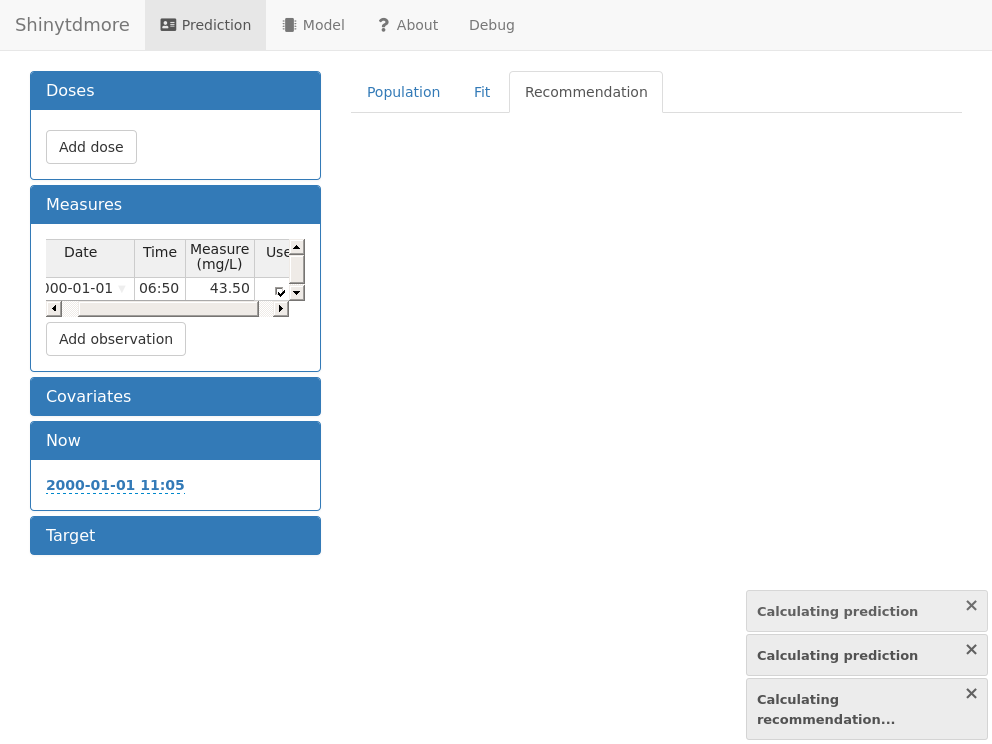 Shinytdmore Prediction Model About Debug
Doses
Add dose
Measures
Date Time Measure (mg/L) Use
00-01-01 06:50 43.50
Add observation
Covariates
Now
2000-01-01 11:05
Target
Population Fit Recommendation
Calculating prediction
Calculating prediction
Calculating
recommendation...